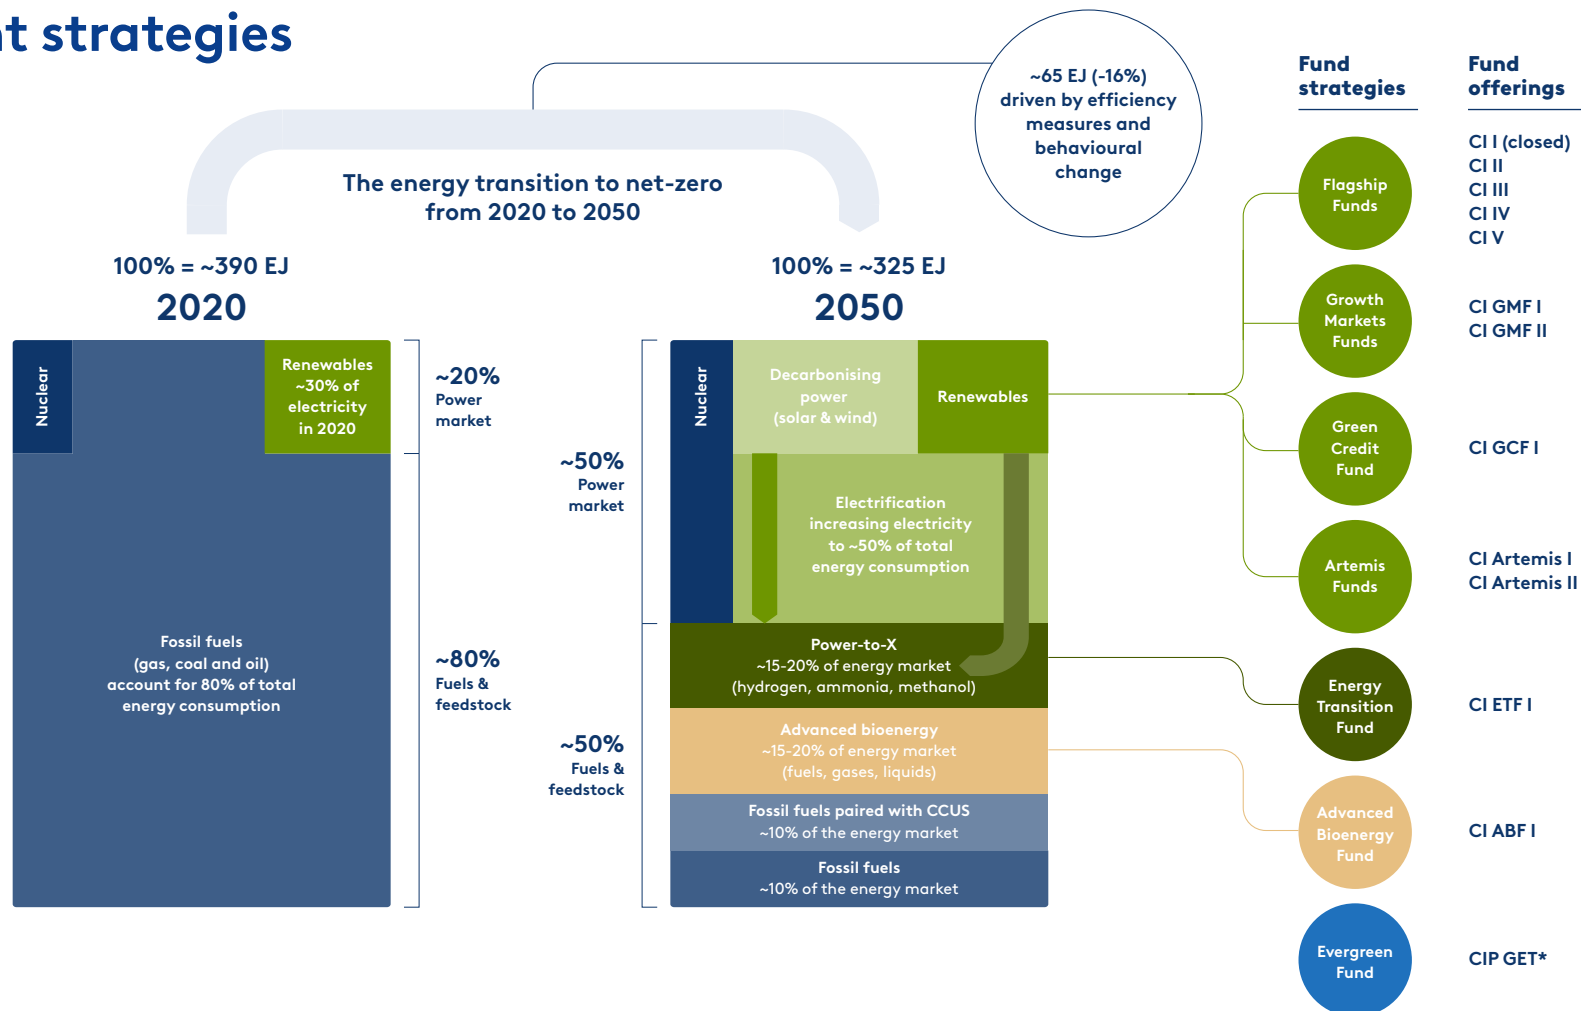 nt strategies
~65 EJ (-16%)
driven by efficiency
measures and
behavioural
change
The energy transition to net-zero
from 2020 to 2050
100% = ~390 EJ
2020
Nuclear
Renewables
~30% of
electricity
in 2020
Fossil fuels
(gas, coal and oil)
account for 80% of total
energy consumption
~20%
Power
market
~80%
Fuels &
feedstock
100% = ~325 EJ
2050
~50%
Power
market
~50%
Fuels &
feedstock
Nuclear
Decarbonising
power
(solar & wind)
Renewables
Electrification
increasing electricity
to ~50% of total
energy consumption
Power-to-X
~15-20% of energy market
(hydrogen, ammonia, methanol)
Advanced bioenergy
~15-20% of energy market
(fuels, gases, liquids)
Fossil fuels paired with CCUS
~10% of the energy market
Fossil fuels
~10% of the energy market
Fund
strategies
Fund
offerings
Flagship
Funds
CI I (closed)
CI II
CI III
CI IV
CI V
Growth
Markets
Funds
CI GMF I
CI GMF II
Green
Credit
Fund
CI GCF I
Artemis
Funds
CI Artemis I
CI Artemis II
Energy
Transition
Fund
CI ETF I
Advanced
Bioenergy
Fund
CI ABF I
Evergreen
Fund
CIP GET*